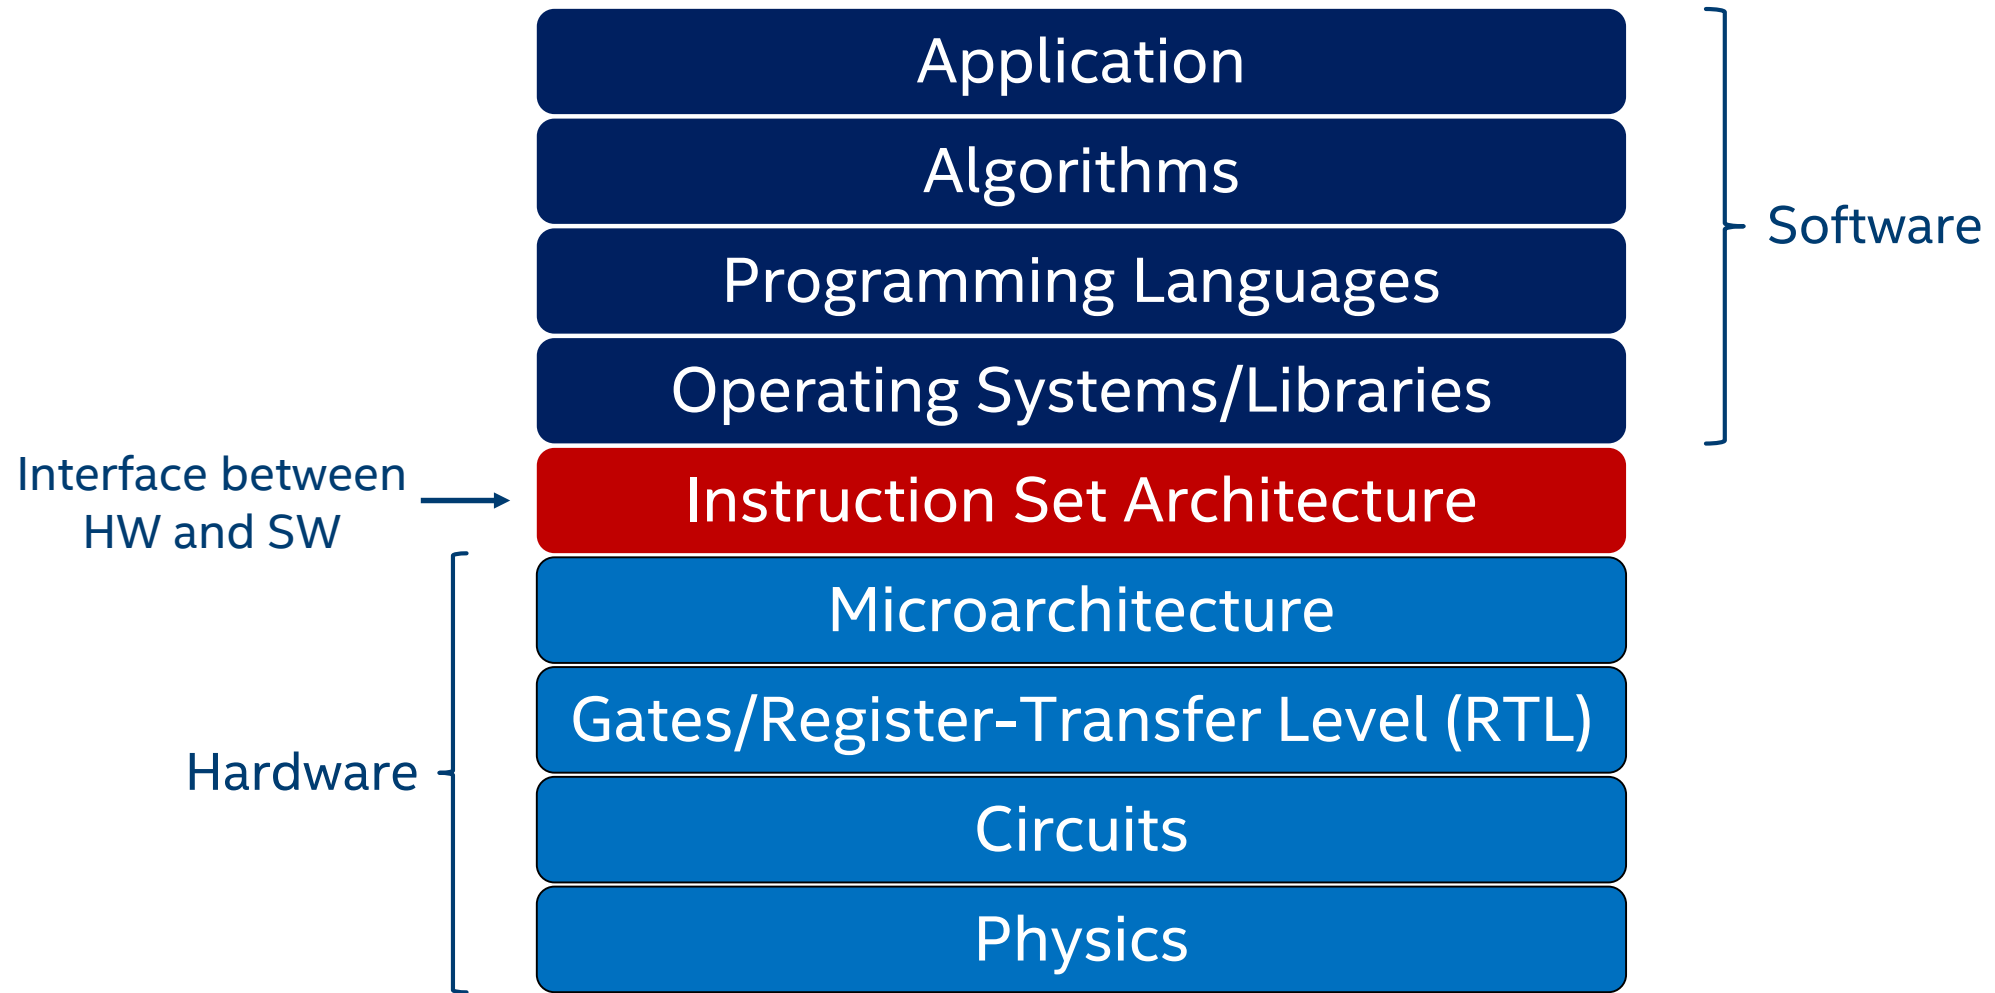 Application
Algorithms
Programming Languages
Operating Systems/Libraries
Software
Interface between
HW and SW
Instruction Set Architecture
Microarchitecture
Gates/Register-Transfer Level (RTL)
Hardware
Circuits
Physics